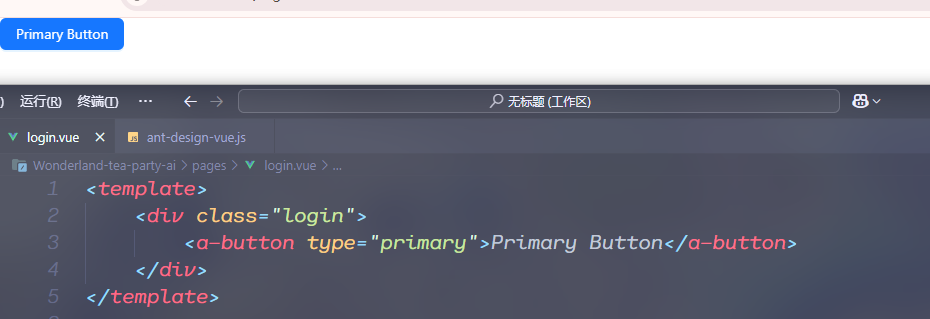 Primary Button
运行(R) 终端(T) ··· 无标题 (工作区)
login.vue JS ant-design-vue.js
Wonderland-tea-party-ai > pages > login.vue > ...
1 <template>
2 <div class="login">
3 <a-button type="primary">Primary Button</a-button>
4 </div>
5 </template>